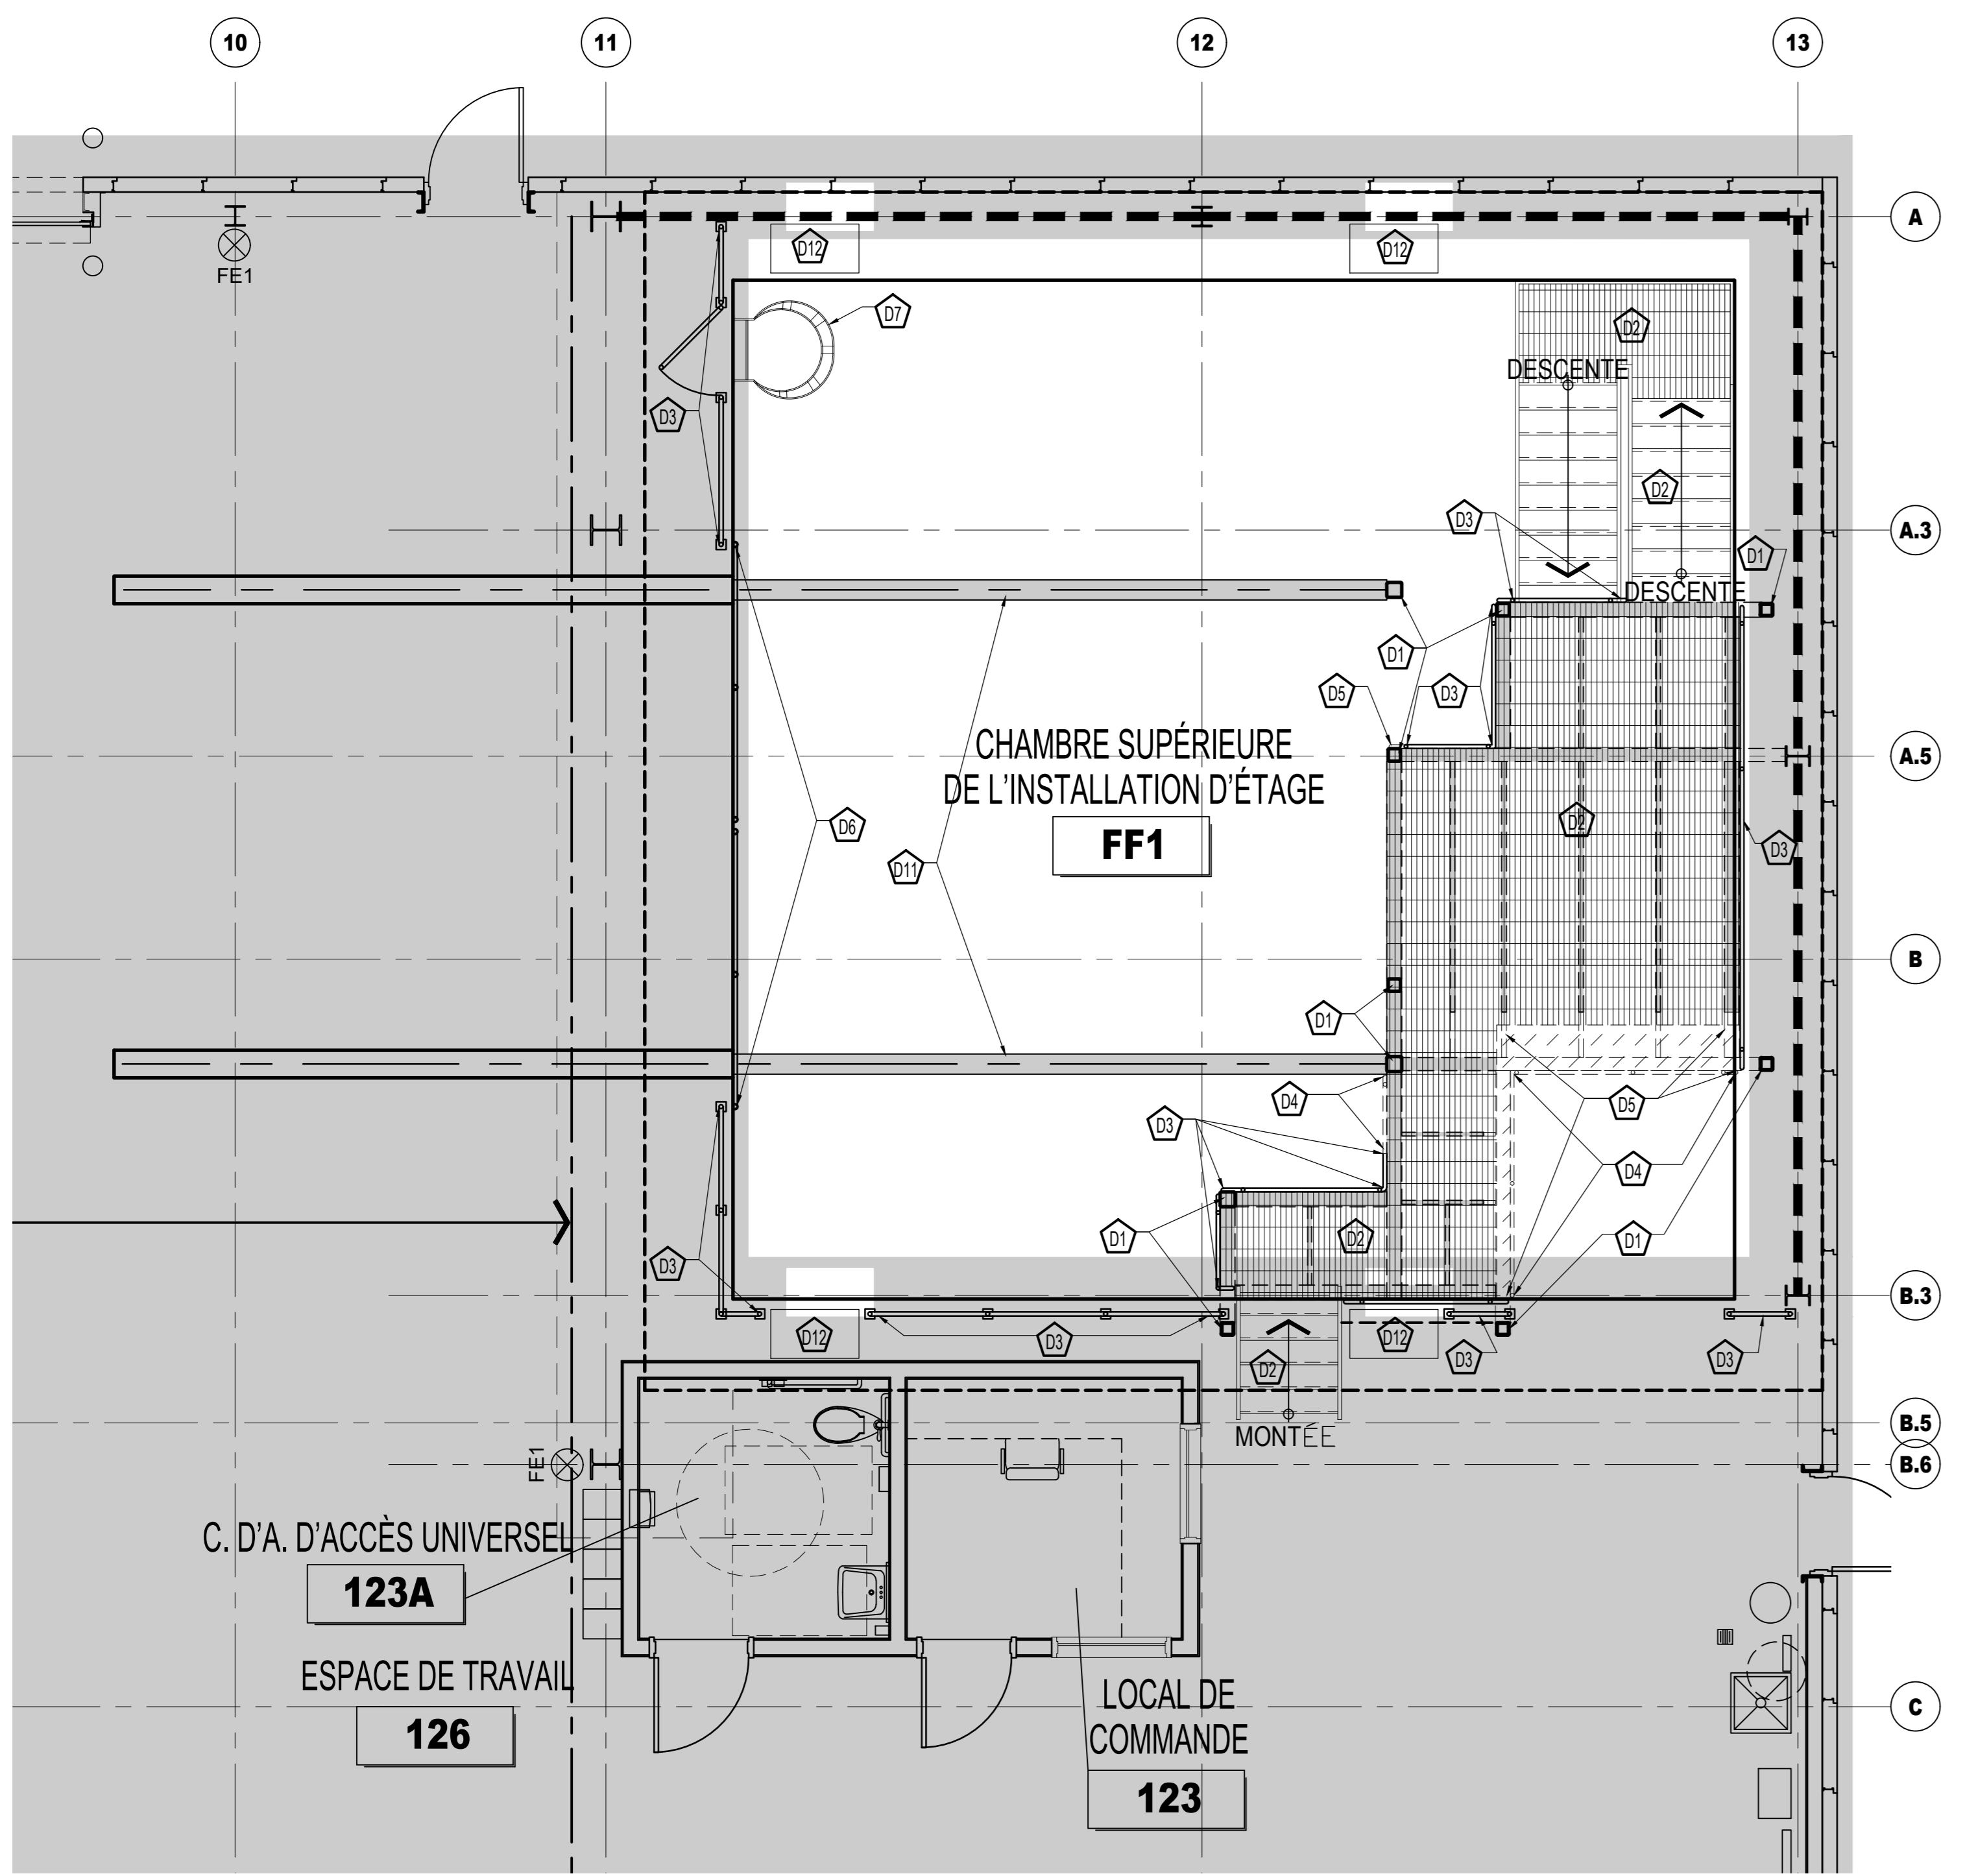 10
11
12
13
A
D12
D12
FE1
D7
D2
DESCENTE
D3
D2
D3
A.3
D1
DESCENTE
D1
D5
D3
CHAMBRE SUPÉRIEURE
DE L'INSTALLATION D'ÉTAGE
FF1
A.5
D6
D2
D3
D11
B
D1
D4
D5
D3
D4
D1
D2
D1
D3
B.3
D12
D3
D12
D3
D3
D2
MONTÉE
B.5
B.6
FE1
C. D'A. D'ACCÈS UNIVERSEL
123A
ESPACE DE TRAVAIL
126
LOCAL DE
COMMANDE
123
C